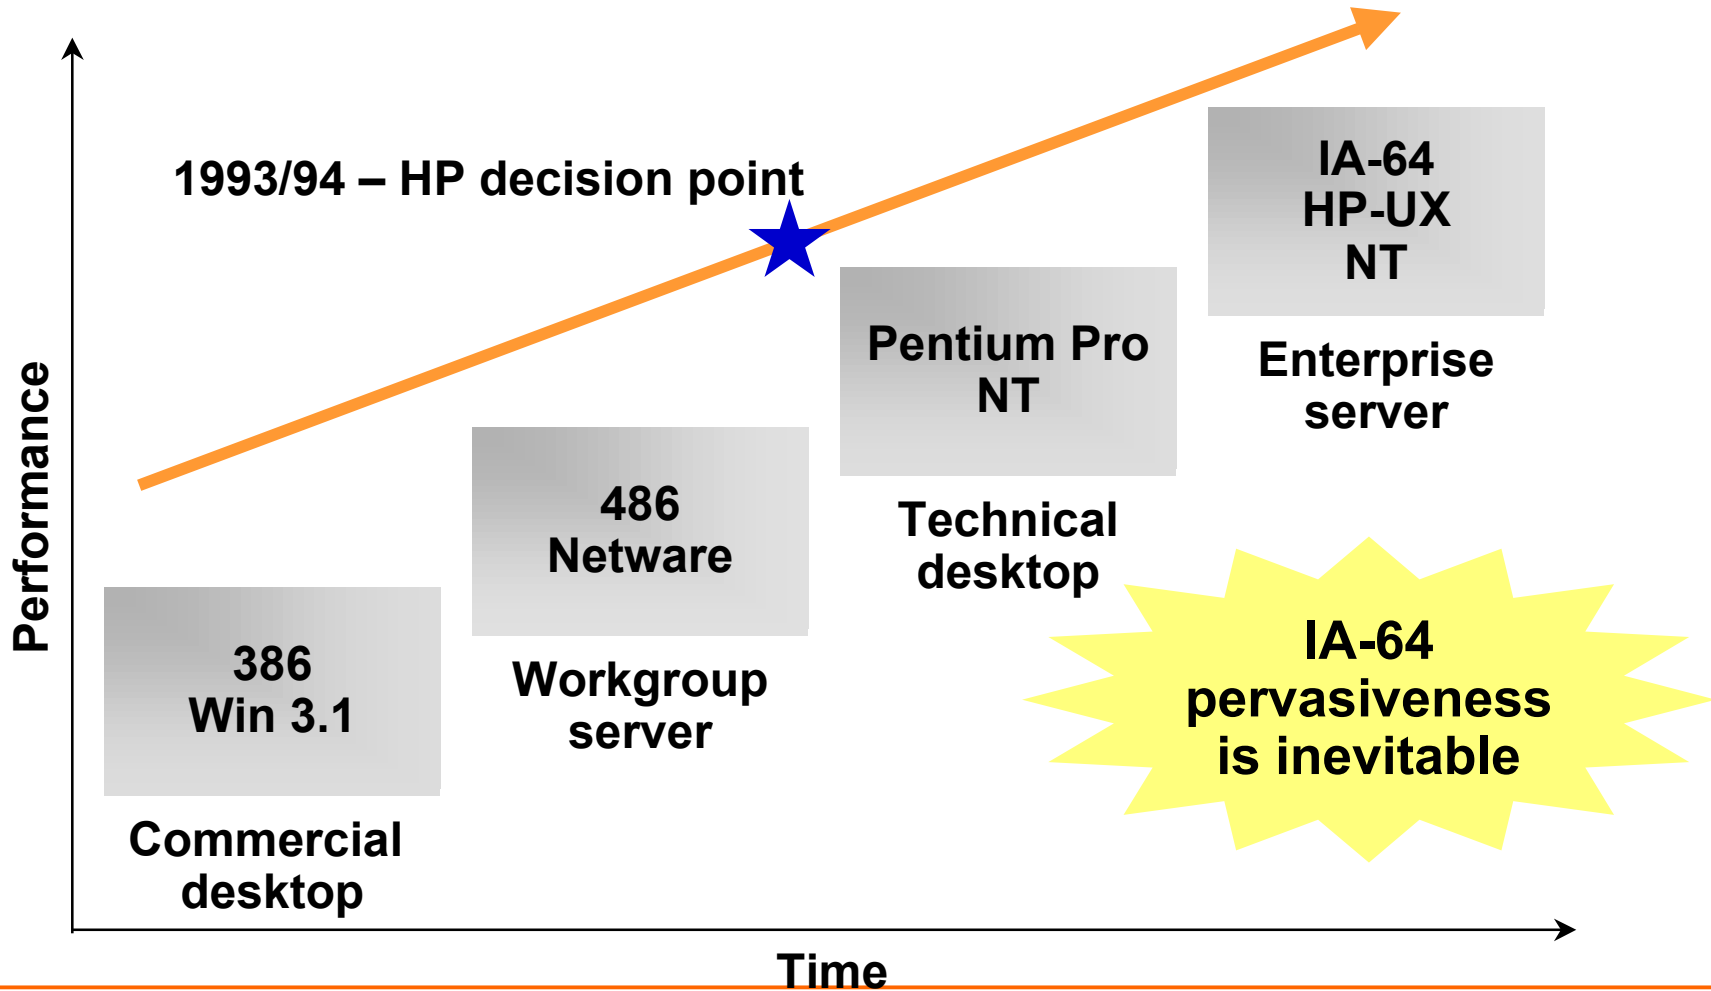 1993/94 – HP decision point
IA-64
HP-UX
NT
Enterprise
server
Pentium Pro
NT
Technical
desktop
486
Netware
Workgroup
server
386
Win 3.1
Commercial
desktop
IA-64
pervasiveness
is inevitable
Performance
Time